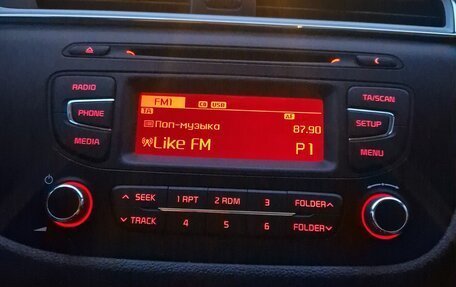 RADIO
PHONE
MEDIA
FM1
CD USB
TA
AF
Поп-музыка 87.90
Like FM P1
TA/SCAN
SETUP
MENU
SEEK 1 RPT 2 RDM 3 FOLDER
TRACK 4 5 6 FOLDER